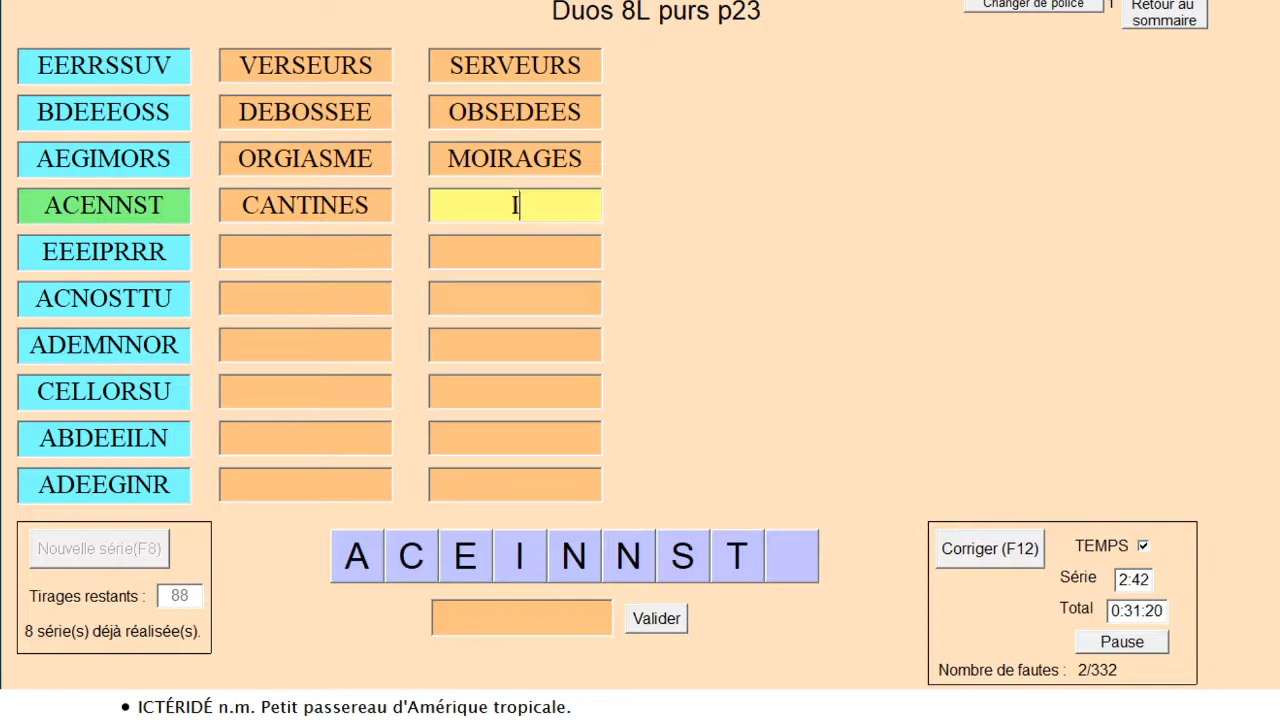 Duos 8L purs p23
Changer de police
1
Retour au
sommaire
EERRSSUV VERSEURS SERVEURS
BDEEEOSS DEBOSSEE OBSEDEES
AEGIMORS ORGIASME MOIRAGES
ACENNST CANTINES I
EEEIPRRR
ACNOSTTU
ADEMNNOR
CELLORSU
ABDEEILN
ADEEGINR
Nouvelle série(F8)
Tirages restants : 88
8 série(s) déjà réalisée(s).
A C E I N N S T
Valider
Corriger (F12)
TEMPS
Série 2:42
Total 0:31:20
Pause
Nombre de fautes : 2/332
• ICTÉRIDÉ n.m. Petit passereau d'Amérique tropicale.